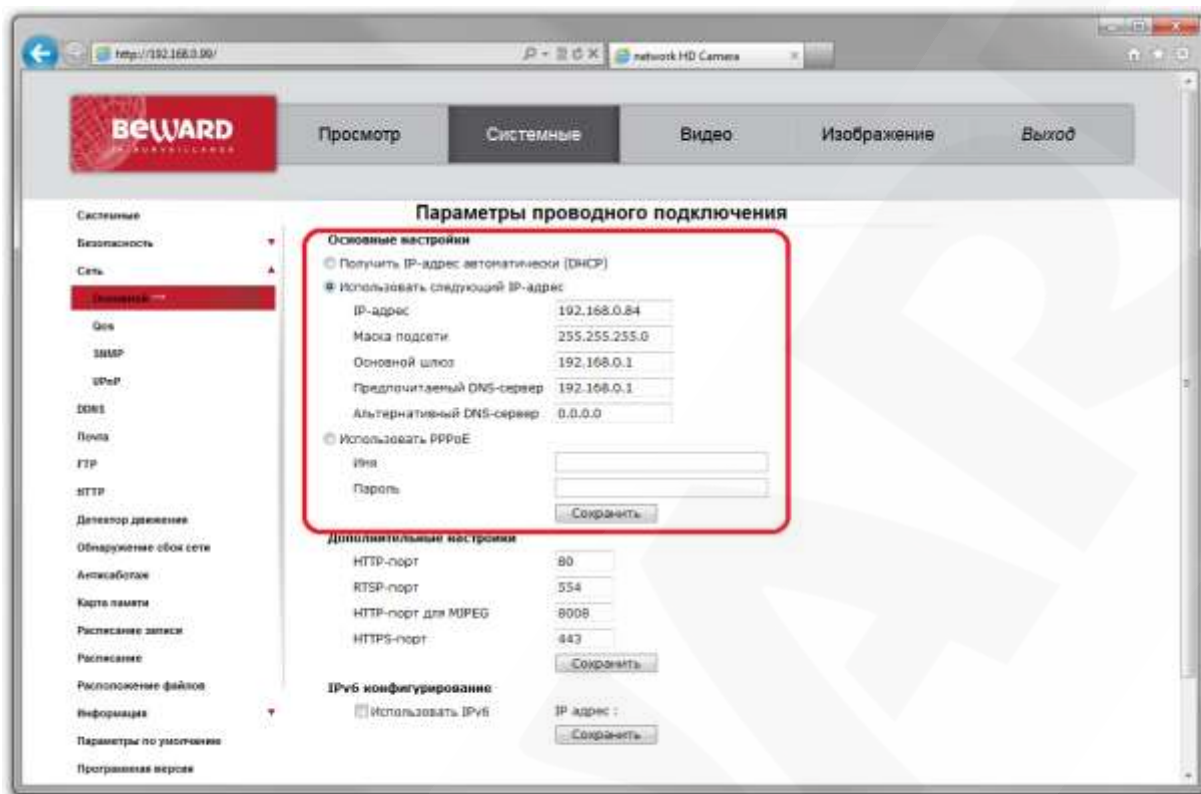 http://192.168.0.99/
network HD Camera
BEWARD
IP SURVEILLANCE
Просмотр
Системные
Видео
Изображение
Выход
Системные
Безопасность
Сеть
Основной
Qos
SNMP
UPnP
DDNS
Почта
FTP
HTTP
Детектор движения
Обнаружение сбоя сети
Антисаботаж
Карта памяти
Расписание записи
Расписание
Расположение файлов
Информация
Параметры по умолчанию
Программная версия
Параметры проводного подключения
Основные настройки
Получить IP-адрес автоматически (DHCP)
Использовать следующий IP-адрес
IP-адрес 192.168.0.84
Маска подсети 255.255.255.0
Основной шлюз 192.168.0.1
Предпочитаемый DNS-сервер 192.168.0.1
Альтернативный DNS-сервер 0.0.0.0
Использовать PPPoE
Имя
Пароль
Сохранить
Дополнительные настройки
HTTP-порт 80
RTSP-порт 554
HTTP-порт для MJPEG 8008
HTTPS-порт 443
Сохранить
IPv6 конфигурирование
Использовать IPv6 IP адрес :
Сохранить